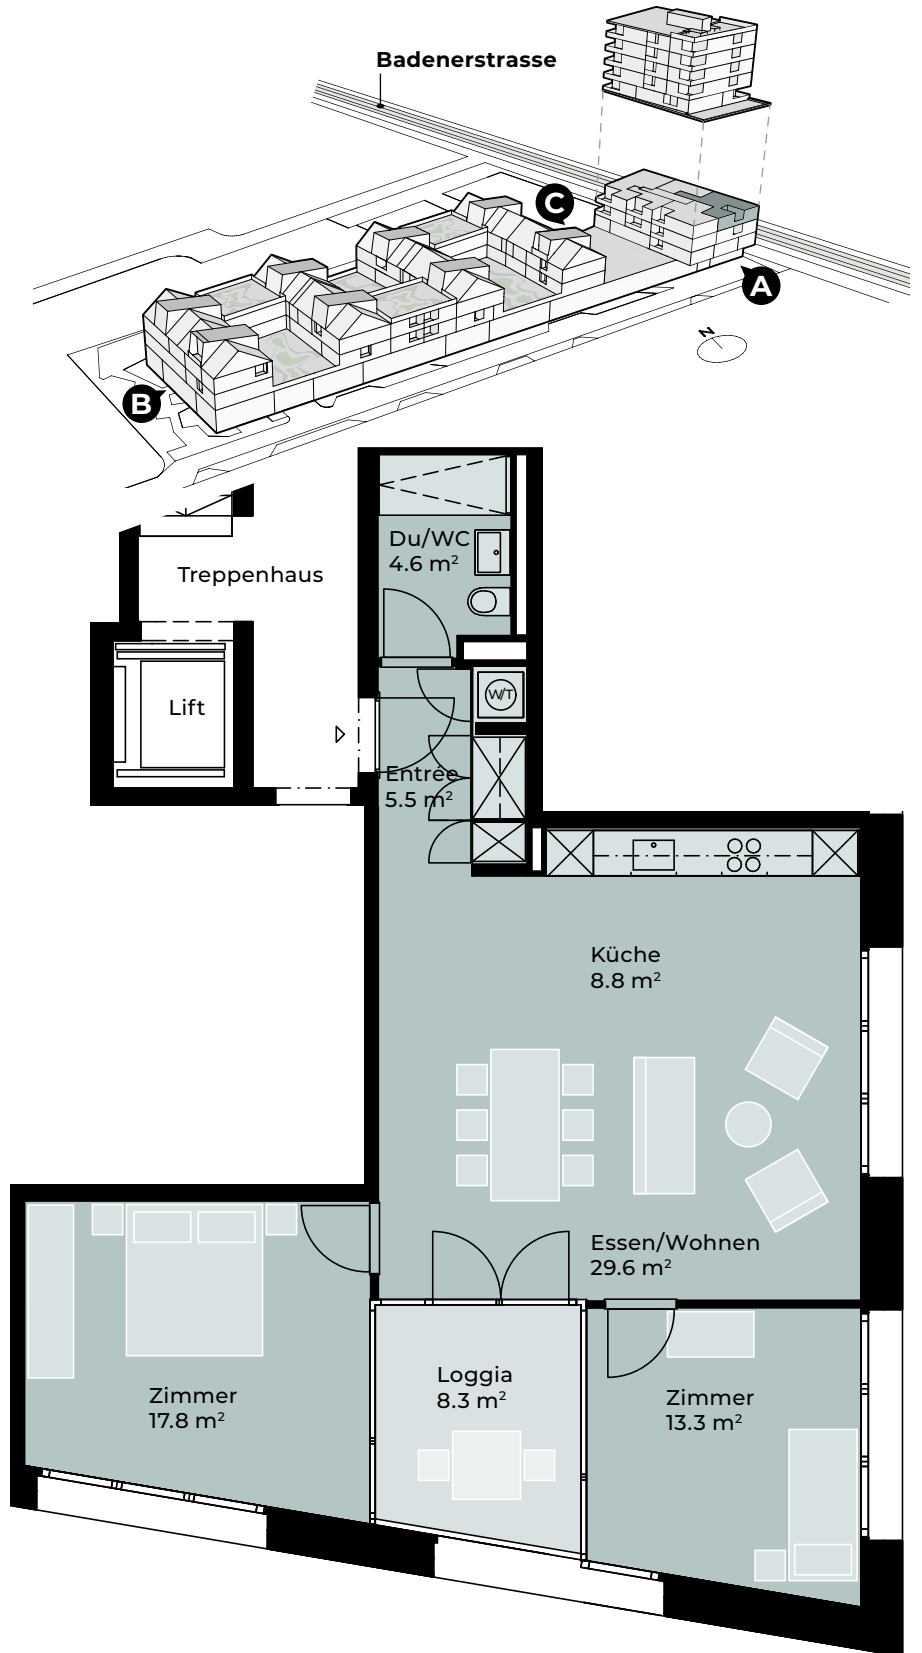 Badenerstrasse
C
A
N
B
Du/WC
4.6 m²
Treppenhaus
Lift
W/T
Entrée
5.5 m²
Küche
8.8 m²
Essen/Wohnen
29.6 m²
Loggia
8.3 m²
Zimmer
17.8 m²
Zimmer
13.3 m²